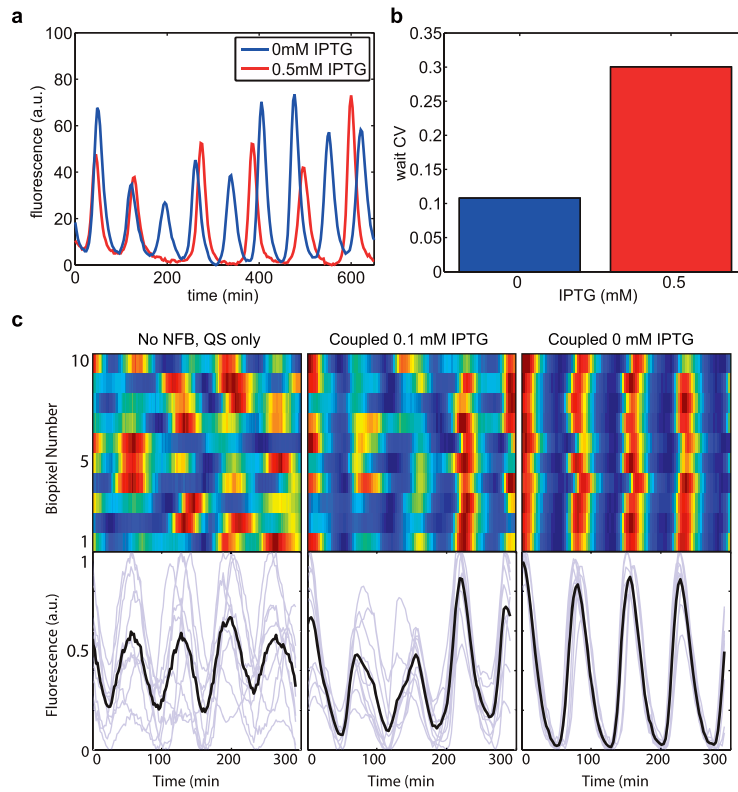 a
100
80
60
40
20
0
fluorescence (a.u.)
0mM IPTG
0.5mM IPTG
0 200 400 600
time (min)
b
0.35
0.3
0.25
0.2
0.15
0.1
0.05
0
wait CV
0 0.5
IPTG (mM)
c
No NFB, QS only
Coupled 0.1 mM IPTG
Coupled 0 mM IPTG
10
5
1
Biopixel Number
1
0.5
0
Fluorescence (a.u.)
0 100 200 300
0 100 200 300
0 100 200 300
Time (min
Time (min
Time (min